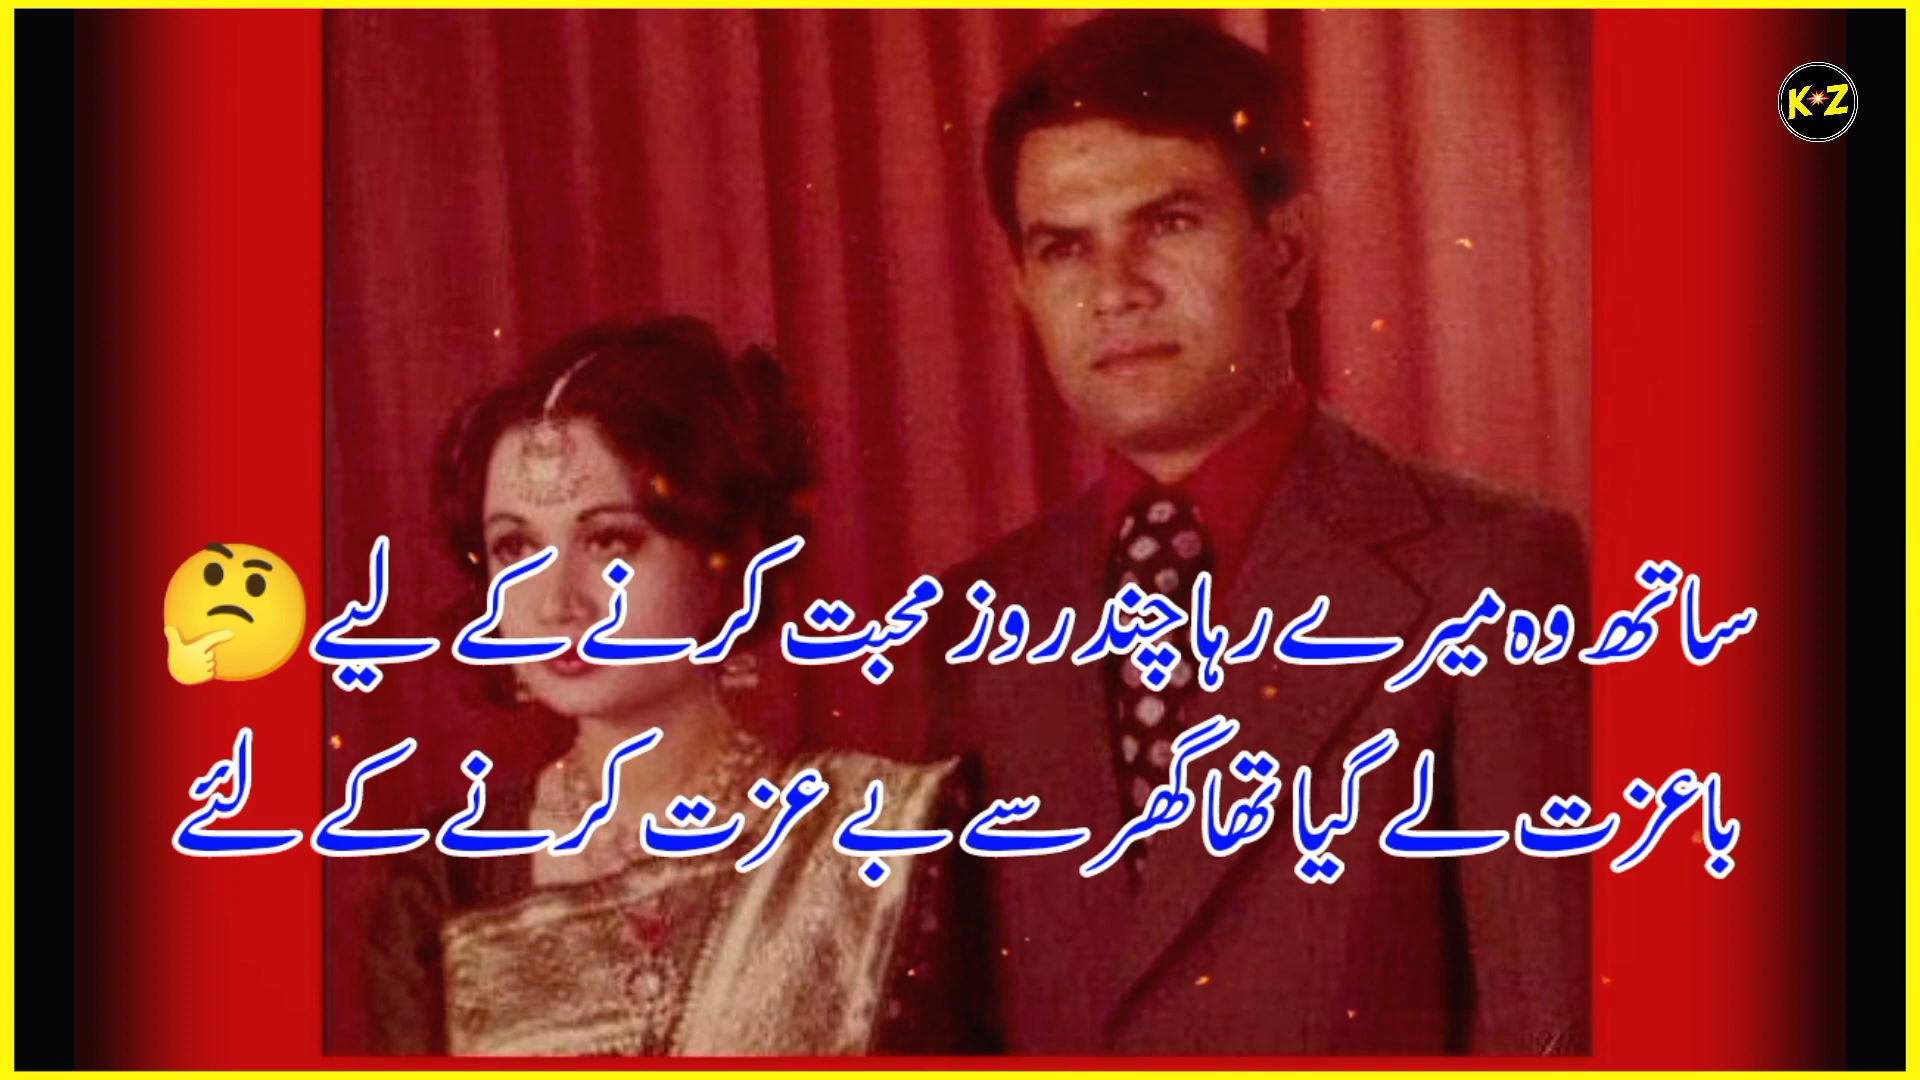 K Z
ساتھ وہ میرے رہا چند روز محبت کرنے کے لیے
باعزت لے گیا تھا گھر سے بے عزت کرنے کے لئے